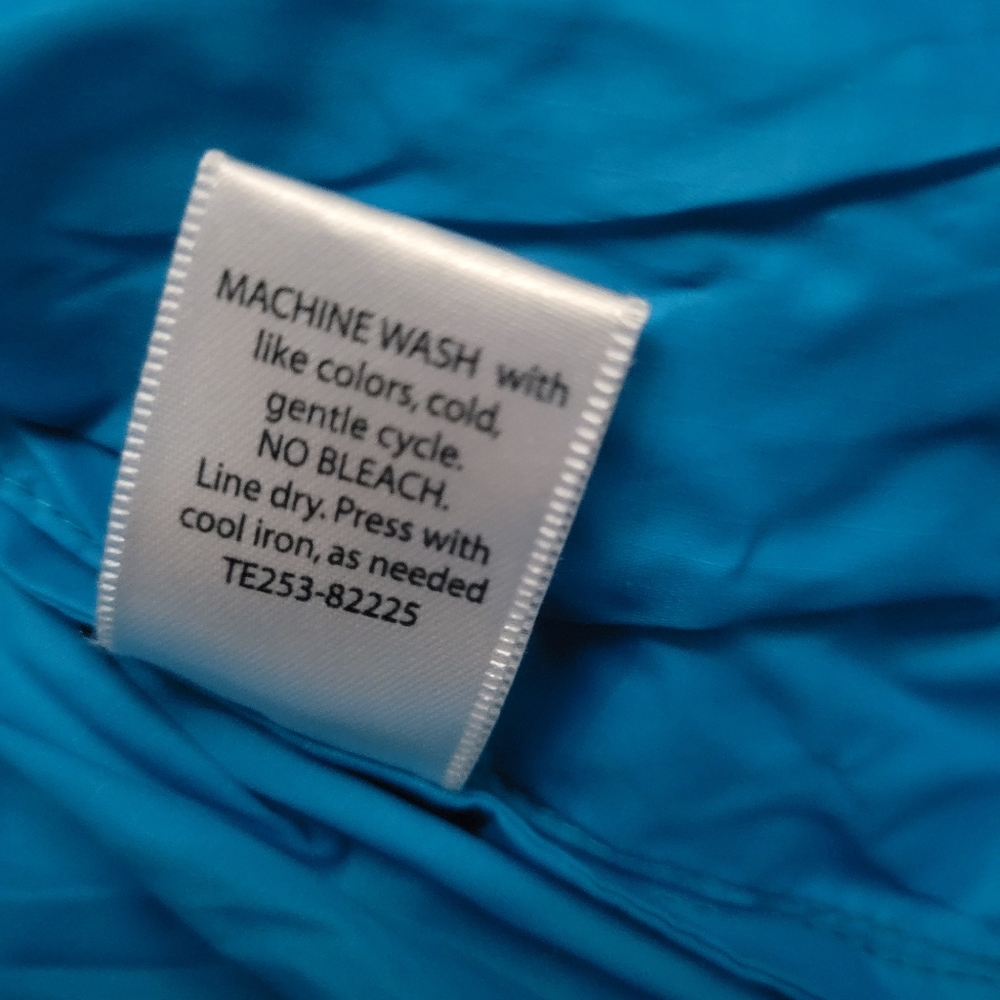 MACHINE WASH with
like colors, cold,
gentle cycle.
NO BLEACH.
Line dry. Press with
cool iron, as needed
TE253-82225